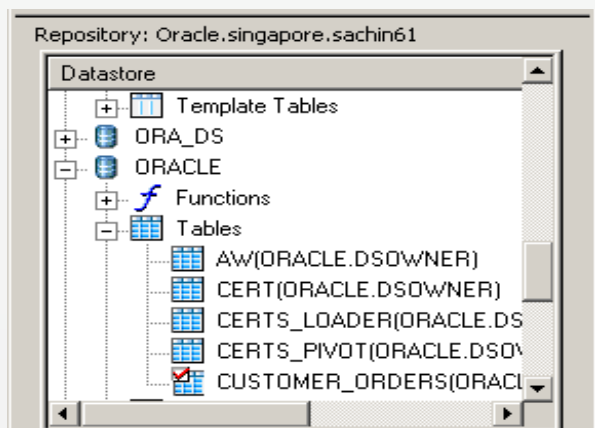 Repository: Oracle.singapore.sachin61
Datastore
Template Tables
ORA_DS
ORACLE
Functions
Tables
AW(ORACLE.DSOWNER)
CERT(ORACLE.DSOWNER)
CERTS_LOADER(ORACLE.DS
CERTS_PIVOT(ORACLE.DSOW
CUSTOMER_ORDERS(ORACL